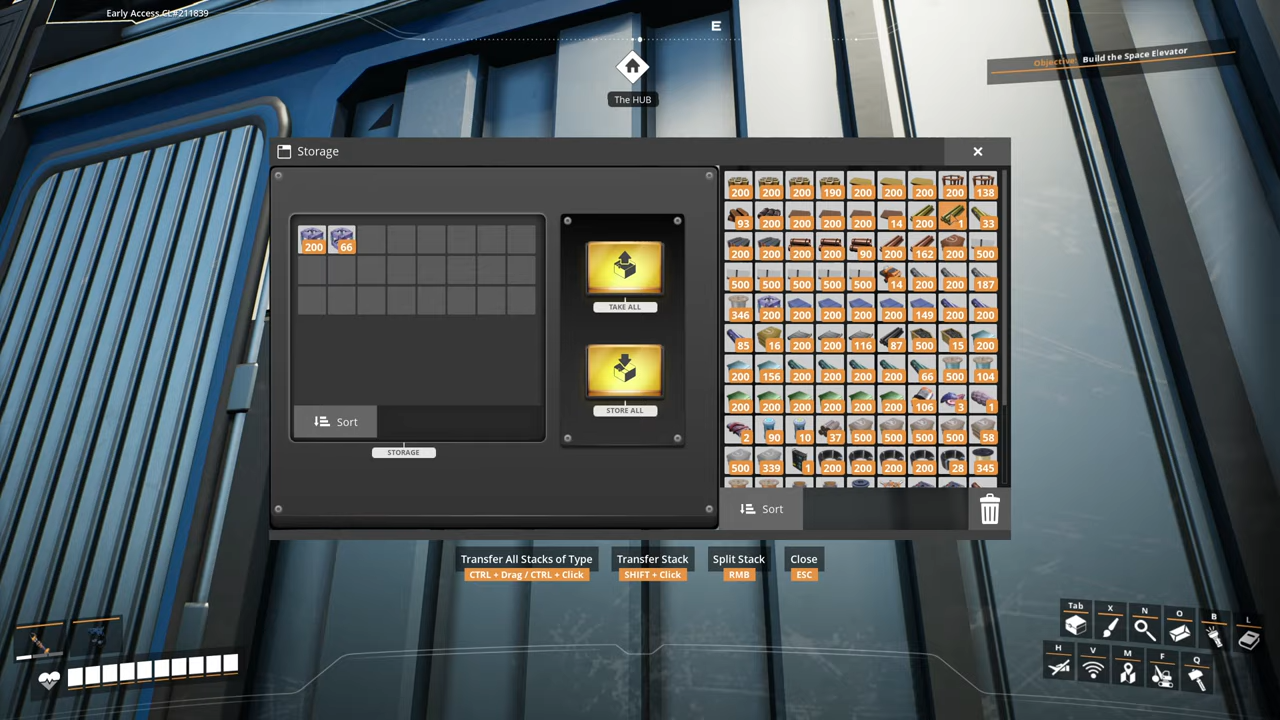 Early Access CL#211839
E
The HUB
Objective: Build the Space Elevator
Storage
200 66
TAKE ALL
STORE ALL
Sort
STORAGE
200 200 200 190 200 200 200 200 138
93 200 200 200 200 14 200 1 33
200 200 200 200 90 200 162 200 500
500 500 500 500 500 14 200 200 187
346 200 200 200 200 200 149 200 200
85 16 200 200 116 87 500 15 200
200 156 200 200 200 200 66 500 104
200 200 200 200 200 200 106 3 1
2 90 10 37 500 500 500 500 58
500 339 1 200 200 200 200 28 345
Sort
Transfer All Stacks of Type Transfer Stack Split Stack Close
CTRL + Drag / CTRL + Click SHIFT + Click RMB ESC
Tab X N O B L
H V M F Q